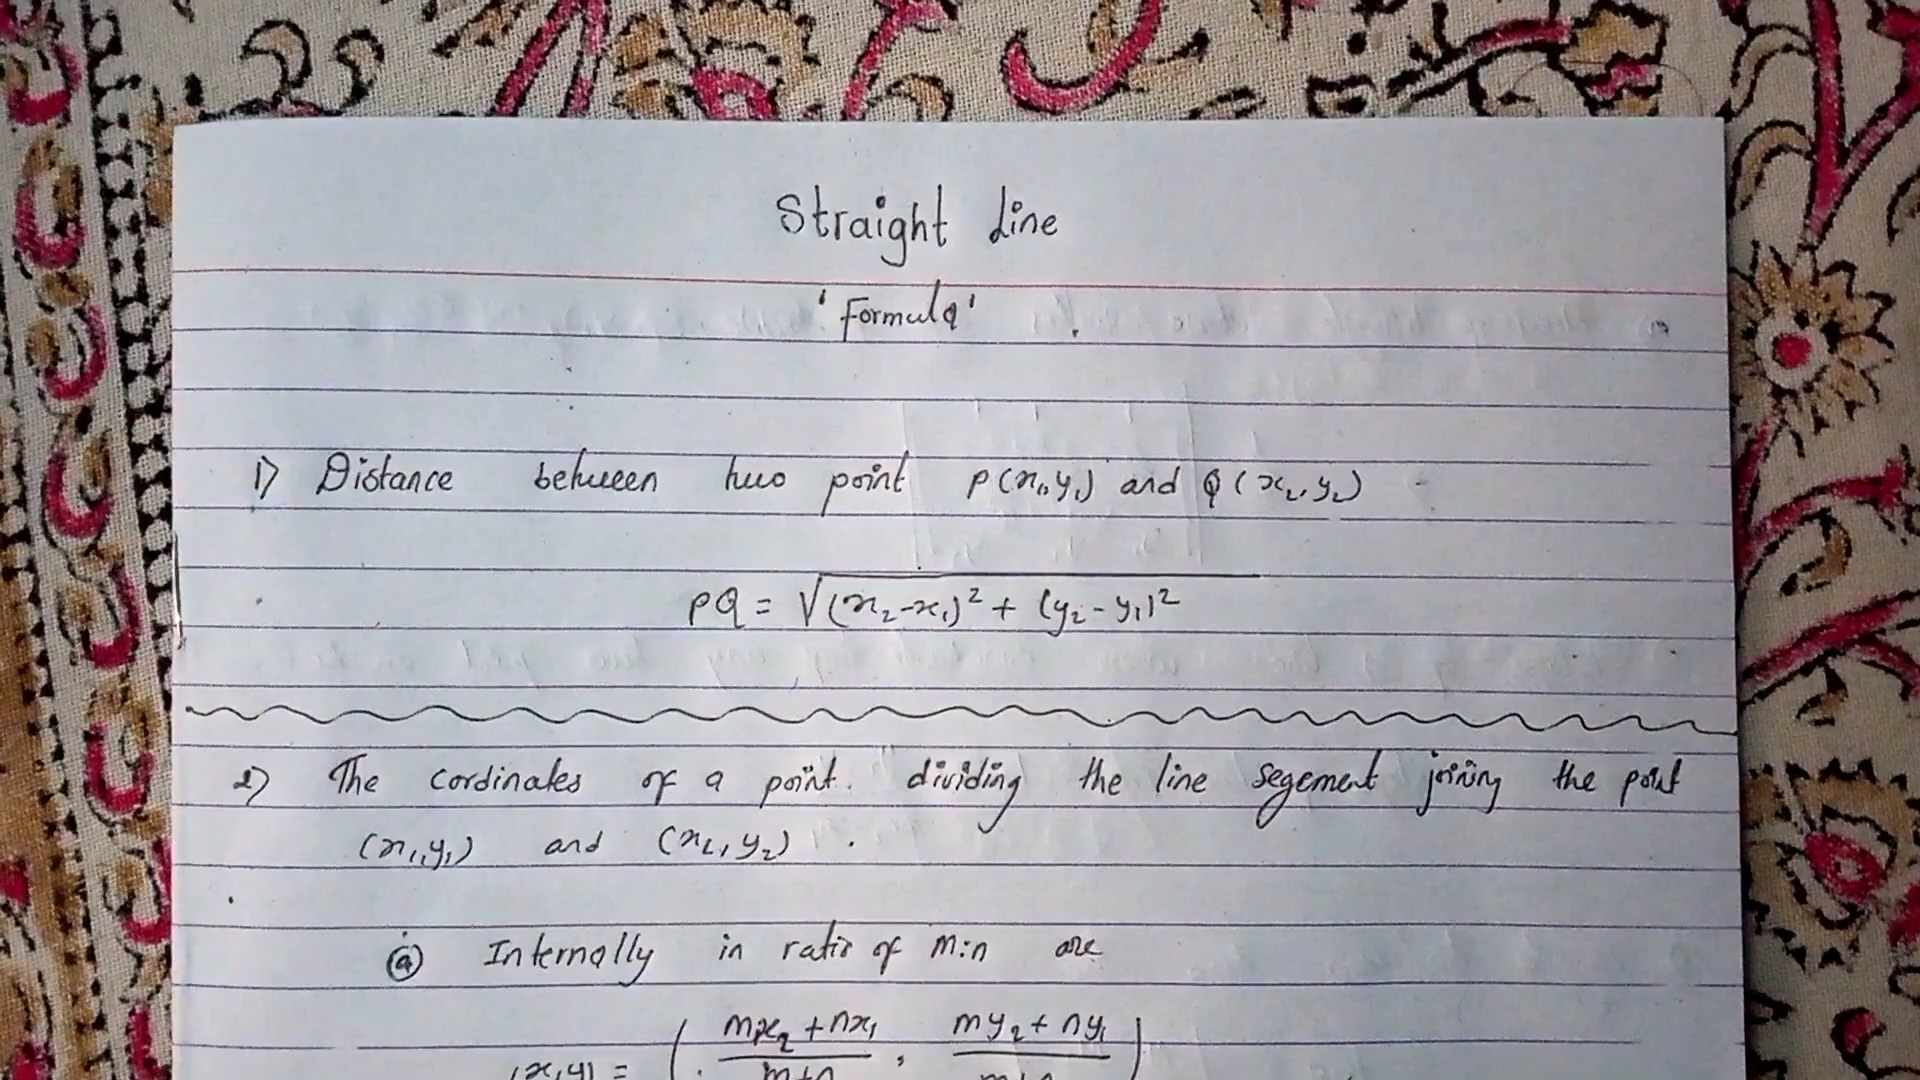 Straight Line
'Formula'
1) Distance between two point P(x₁,y₁) and Q(x₂,y₂)
PQ = √(x₂-x₁)² + (y₂-y₁)²
2) The cordinates of a point. dividing the line segement joining the point
(x₁,y₁) and (x₂,y₂).
(a) Internally in ratio of m:n are
(x,y) = (mx₂+nx₁/m+n, my₂+ny₁/m+n)